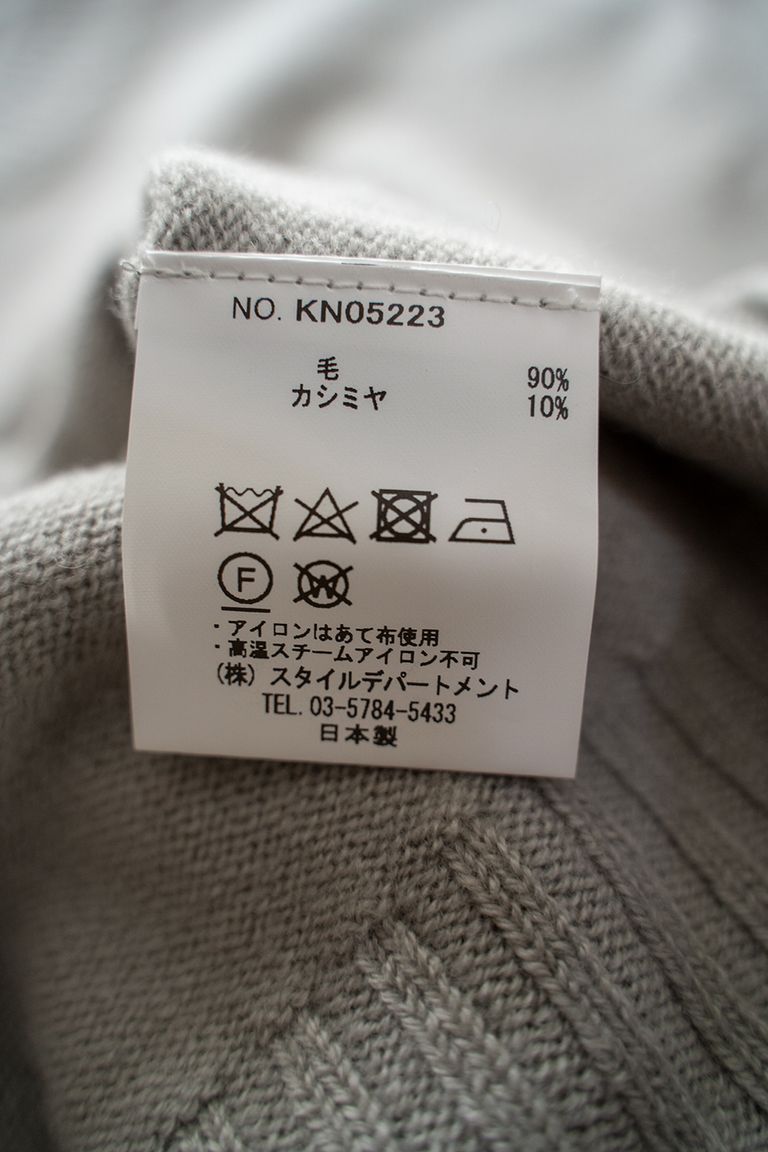 NO. KN05223
毛 90%
カシミヤ 10%
F W
・アイロンはあて布使用
・高温スチームアイロン不可
(株) スタイルデパートメント
TEL. 03-5784-5433
日本製